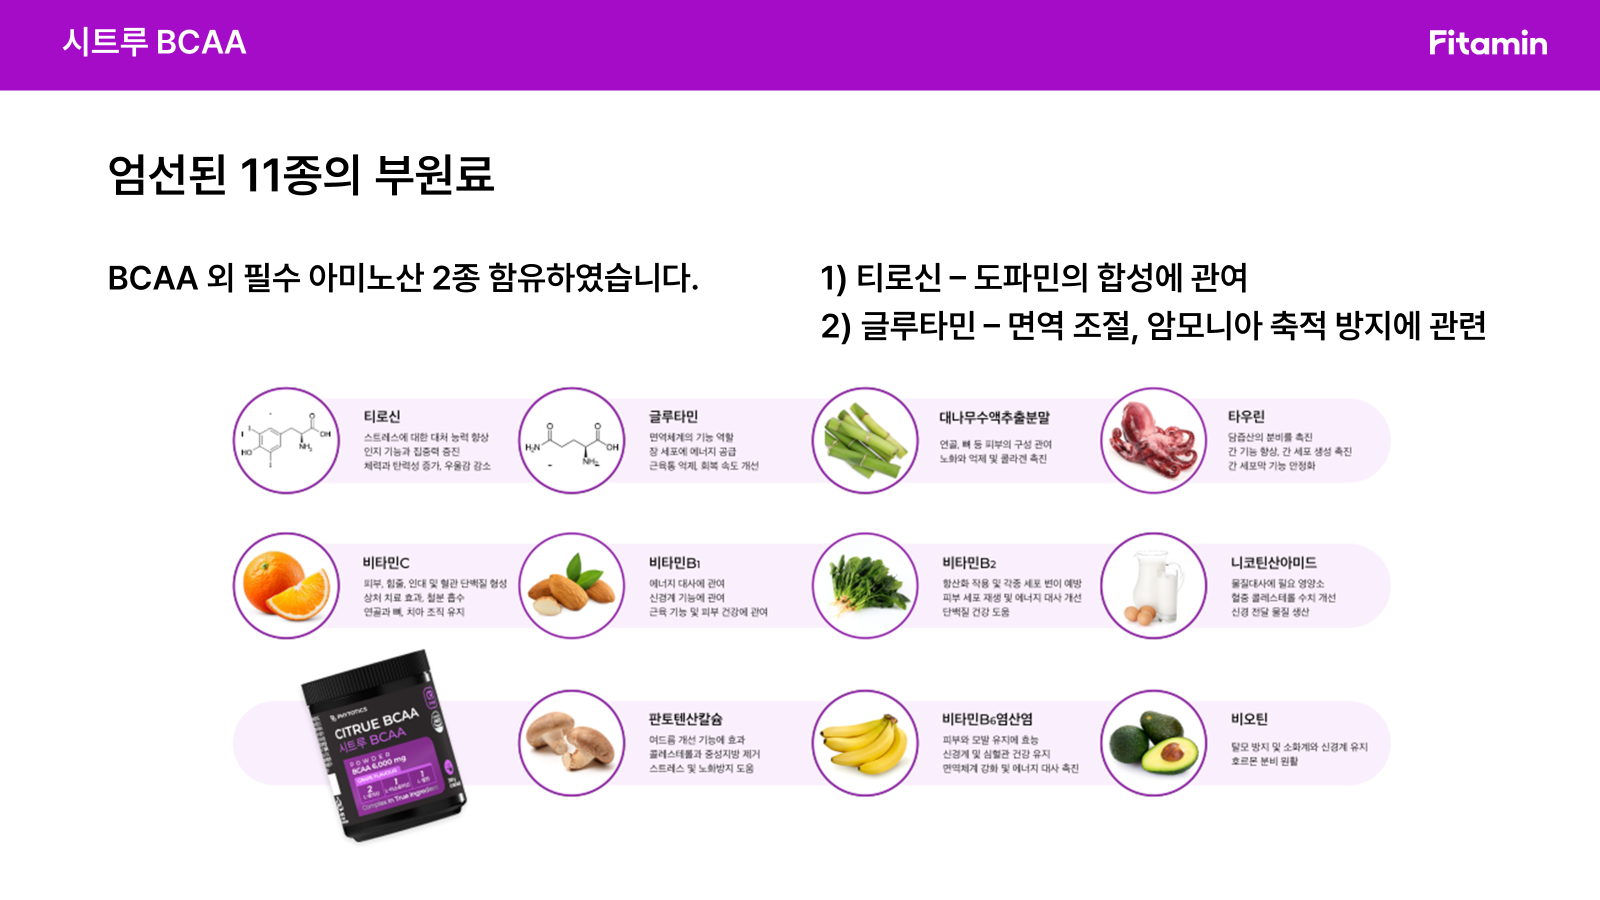 시트루 BCAA
Fitamin
엄선된 11종의 부원료
BCAA 외 필수 아미노산 2종 함유하였습니다.
1) 티로신 – 도파민의 합성에 관여
2) 글루타민 – 면역 조절, 암모니아 축적 방지에 관련
티로신
스트레스에 대한 대처 능력 향상
인지 기능과 집중력 증진
체력과 탄력성 증가, 우울감 감소
글루타민
면역체계의 기능 역할
장 세포에 에너지 공급
근육통 억제, 회복 속도 개선
대나무수액추출분말
연골, 뼈 등 피부의 구성 관여
노화와 억제 및 콜라겐 촉진
타우린
담즙산의 분비를 촉진
간 기능 향상, 간 세포 생성 촉진
간 세포막 기능 안정화
비타민C
피부, 힘줄, 인대 및 혈관 단백질 형성
상처 치료 효과, 철분 흡수
연골과 뼈, 치아 조직 유지
비타민B1
에너지 대사에 관여
신경계 기능에 관여
근육 기능 및 피부 건강에 관여
비타민B2
항산화 작용 및 각종 세포 변이 예방
피부 세포 재생 및 에너지 대사 개선
단백질 건강 도움
니코틴산아미드
물질대사에 필요 영양소
혈중 콜레스테롤 수치 개선
신경 전달 물질 생산
PHYTOTICS
CITRUE BCAA
시트루 BCAA
POWDER
BCAA 6,000 mg
GRAPE FLAVOUR
2 1 1
Complex in True Ingredient
판토텐산칼슘
여드름 개선 기능에 효과
콜레스테롤과 중성지방 제거
스트레스 및 노화방지 도움
비타민B6염산염
피부와 모발 유지에 효능
신경계 및 심혈관 건강 유지
면역체계 강화 및 에너지 대사 촉진
비오틴
탈모 방지 및 소화계와 신경계 유지
호르몬 분비 원활